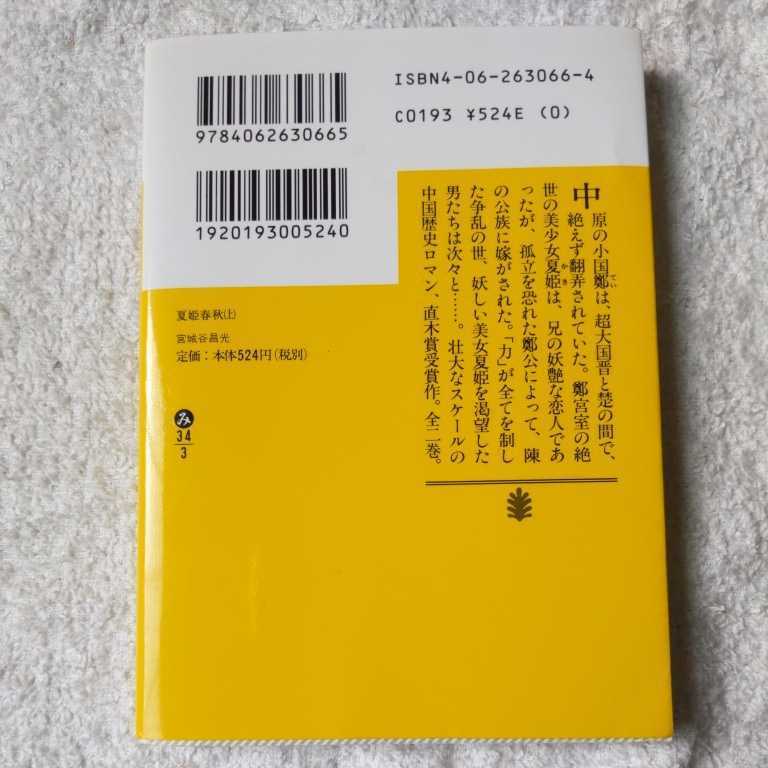 ISBN4-06-263066-4
C0193 ¥524E (0)
9784062630665
1920193005240
中原の小国鄭は、超大国晋と楚の間で、
絶えず翻弄されていた。鄭宮室の絶
世の美少女夏姫は、兄の妖艶な恋人であ
ったが、孤立を恐れた鄭公によって、陳
の公族に嫁がされた。「力」が全てを制し
た争乱の世、妖しい美女夏姫を渇望した
男たちは次々と……。壮大なスケールの
中国歴史ロマン、直木賞受賞作。全二巻。
てい
かき
夏姫春秋(上)
宮城谷昌光
定価：本体524円(税別)
み
34
3